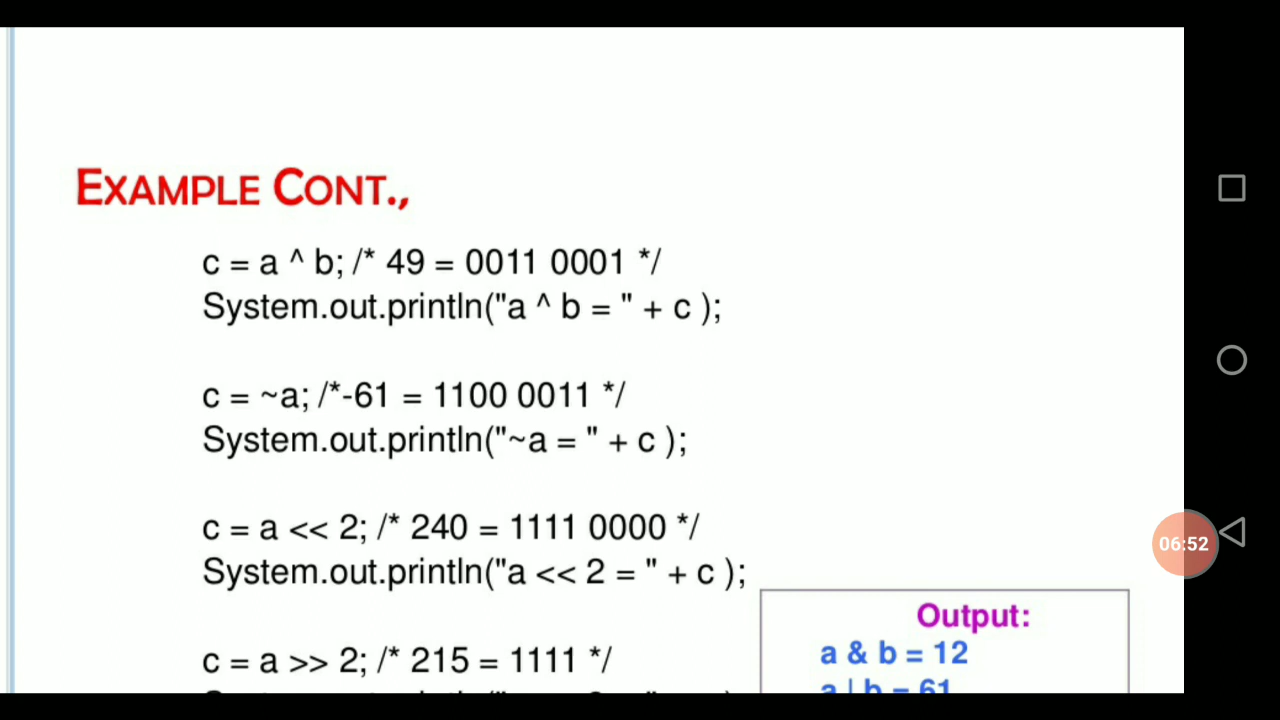 EXAMPLE CONT.,
c = a ^ b; /* 49 = 0011 0001 */
System.out.println("a ^ b = " + c );
c = ~a; /*-61 = 1100 0011 */
System.out.println("~a = " + c );
c = a << 2; /* 240 = 1111 0000 */
System.out.println("a << 2 = " + c );
c = a >> 2; /* 215 = 1111 */
Output:
a & b = 12
a | b = 61
06:52